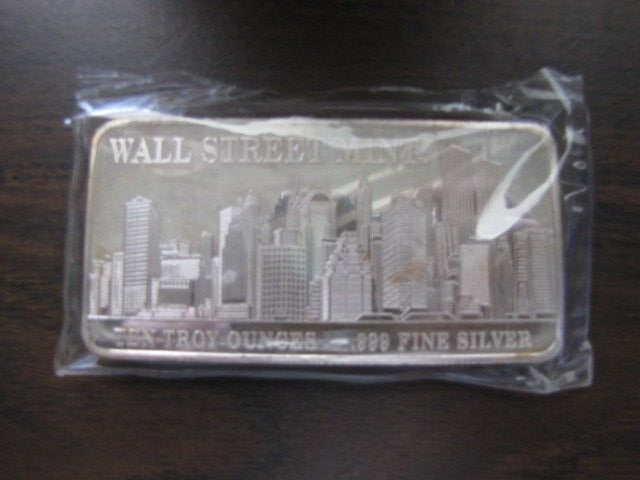 WALL STREET MINT
TEN TROY OUNCES .999 FINE SILVER